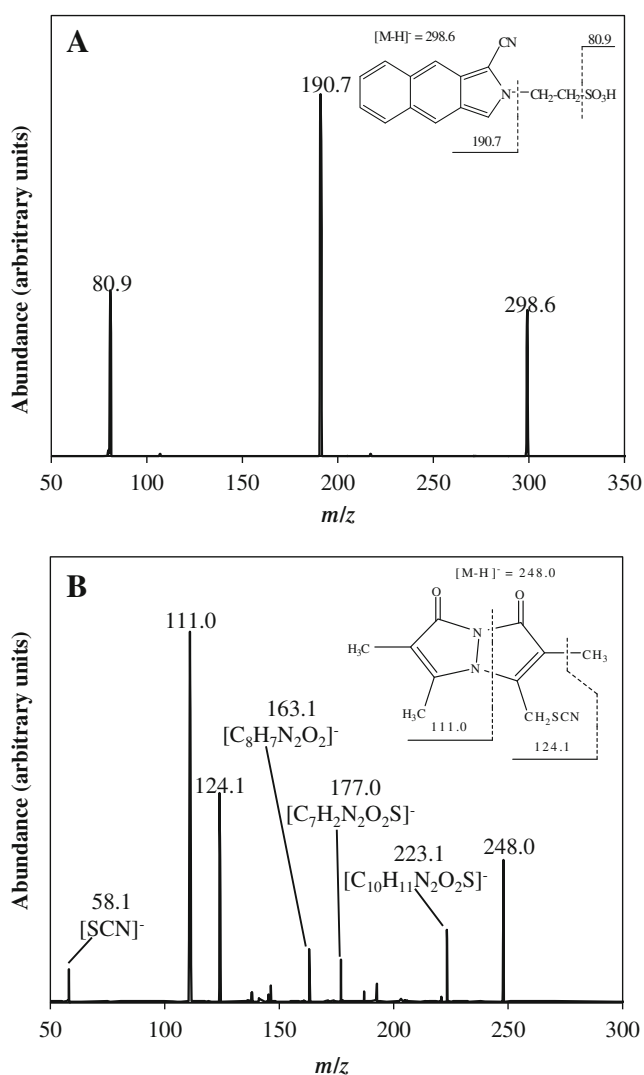 A
[M-H]⁻ = 298.6
CN
80.9
N
CH₂-CH₂
SO₃H
190.7
190.7
80.9
298.6
Abundance (arbritrary units)
50 100 150 200 250 300 350
m/z
B
[M-H]⁻ = 248.0
O O
H₃C
N
N
CH₃
H₃C
CH₂SCN
111.0
124.1
111.0
163.1
[C₈H₇N₂O₂]⁻
124.1
177.0
[C₇H₂N₂O₂S]⁻
223.1
[C₁₀H₁₁N₂O₂S]⁻
248.0
58.1
[SCN]⁻
Abundance (arbitrary units)
50 100 150 200 250 300
m/z